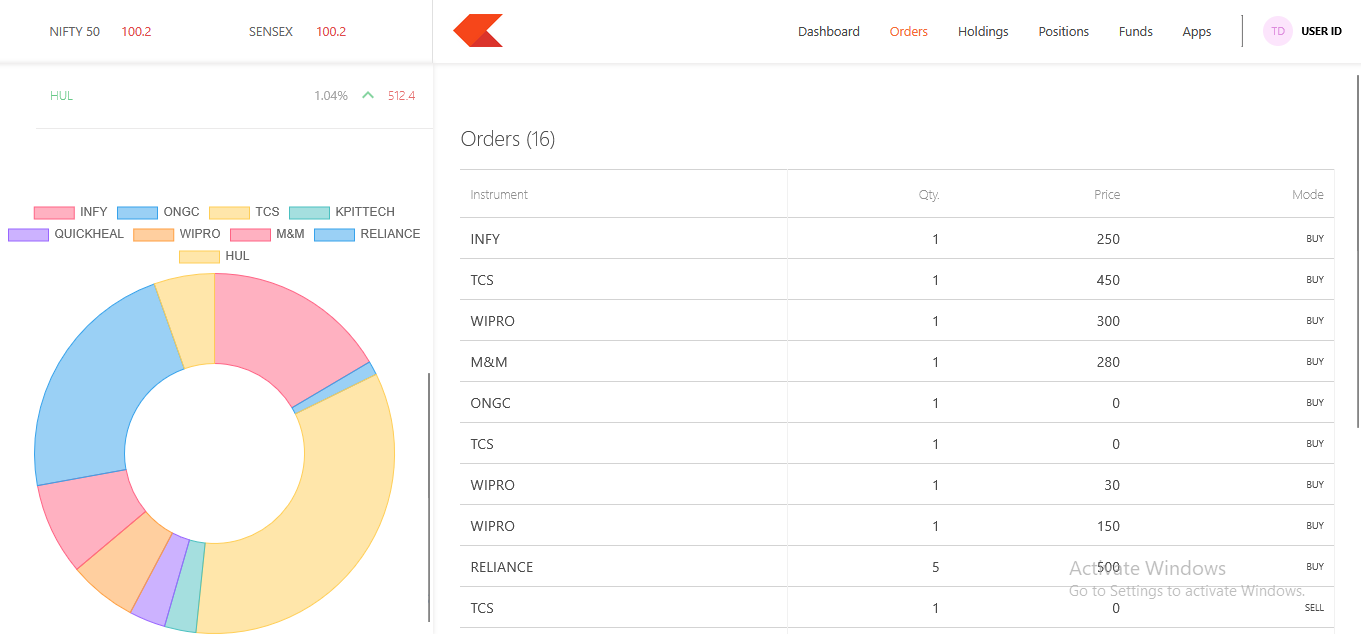 NIFTY 50 100.2 SENSEX 100.2
Dashboard Orders Holdings Positions Funds Apps TD USER ID
HUL 1.04% 512.4
INFY ONGC TCS KPITTECH
QUICKHEAL WIPRO M&M RELIANCE
HUL
Orders (16)
Instrument Qty. Price Mode
INFY 1 250 BUY
TCS 1 450 BUY
WIPRO 1 300 BUY
M&M 1 280 BUY
ONGC 1 0 BUY
TCS 1 0 BUY
WIPRO 1 30 BUY
WIPRO 1 150 BUY
RELIANCE 5 500 BUY
TCS 1 0 SELL
Activate Windows
Go to Settings to activate Windows.